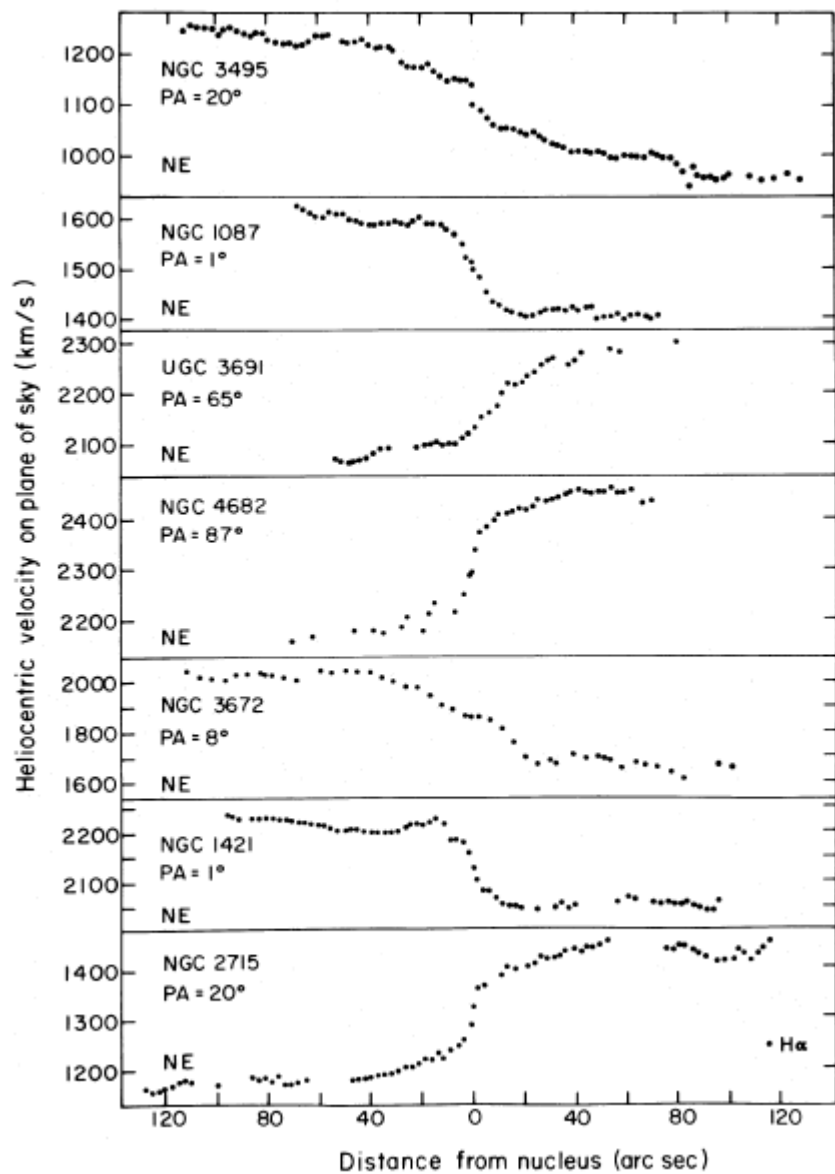 Heliocentric velocity on plane of sky (km/s)
1200
1100
1000
NGC 3495
PA = 20°
NE
1600
1500
1400
NGC 1087
PA = 1°
NE
2300
2200
2100
UGC 3691
PA = 65°
NE
2400
2300
2200
NGC 4682
PA = 87°
NE
2000
1800
1600
NGC 3672
PA = 8°
NE
2200
2100
NGC 1421
PA = 1°
NE
1400
1300
1200
NGC 2715
PA = 20°
NE
• Hα
120 80 40 0 40 80 120
Distance from nucleus (arc sec)